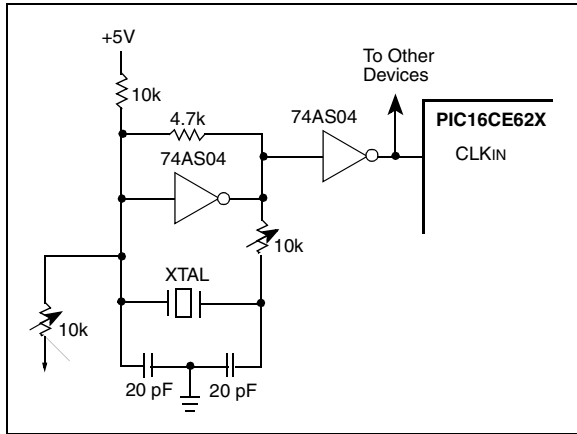 +5V
10k
4.7k
74AS04
74AS04
To Other
Devices
PIC16CE62X
CLKIN
10k
XTAL
10k
20 pF
20 pF